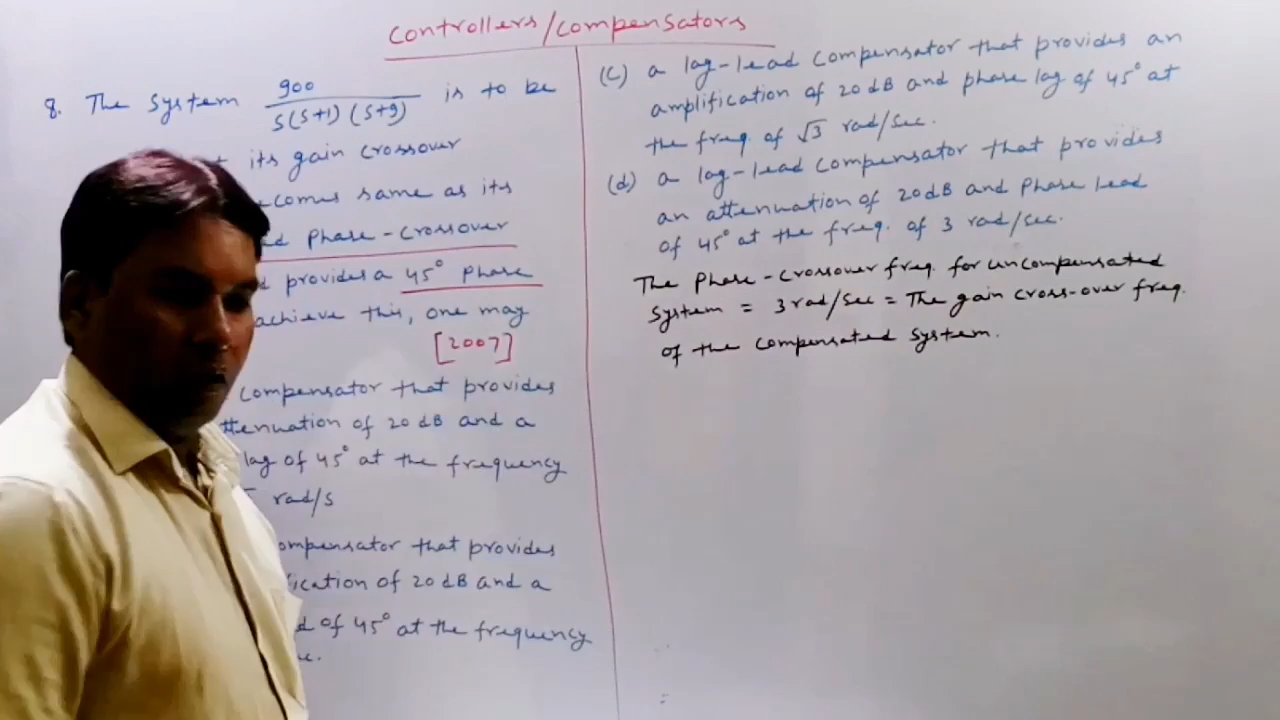 Controllers/Compensators
8. The System 900 / s(s+1)(s+9) is to be
its gain crossover
comes same as its
ed Phase-Crossover
d provides a 45° Phase
achieve this, one may
[2007]
compensator that provides
ttenuation of 20 dB and a
lag of 45° at the frequency
rad/s
ompensator that provides
ication of 20 dB and a
d of 45° at the frequency
(C) a lag-lead compensator that provides an
amplification of 20 dB and phase lag of 45° at
the freq. of √3 rad/sec.
(d) a lag-lead compensator that provides
an attenuation of 20 dB and Phase lead
of 45° at the freq. of 3 rad/sec.
The Phase-Crossover freq. for uncompensated
System = 3 rad/sec = The gain cross-over freq.
of the compensated system.